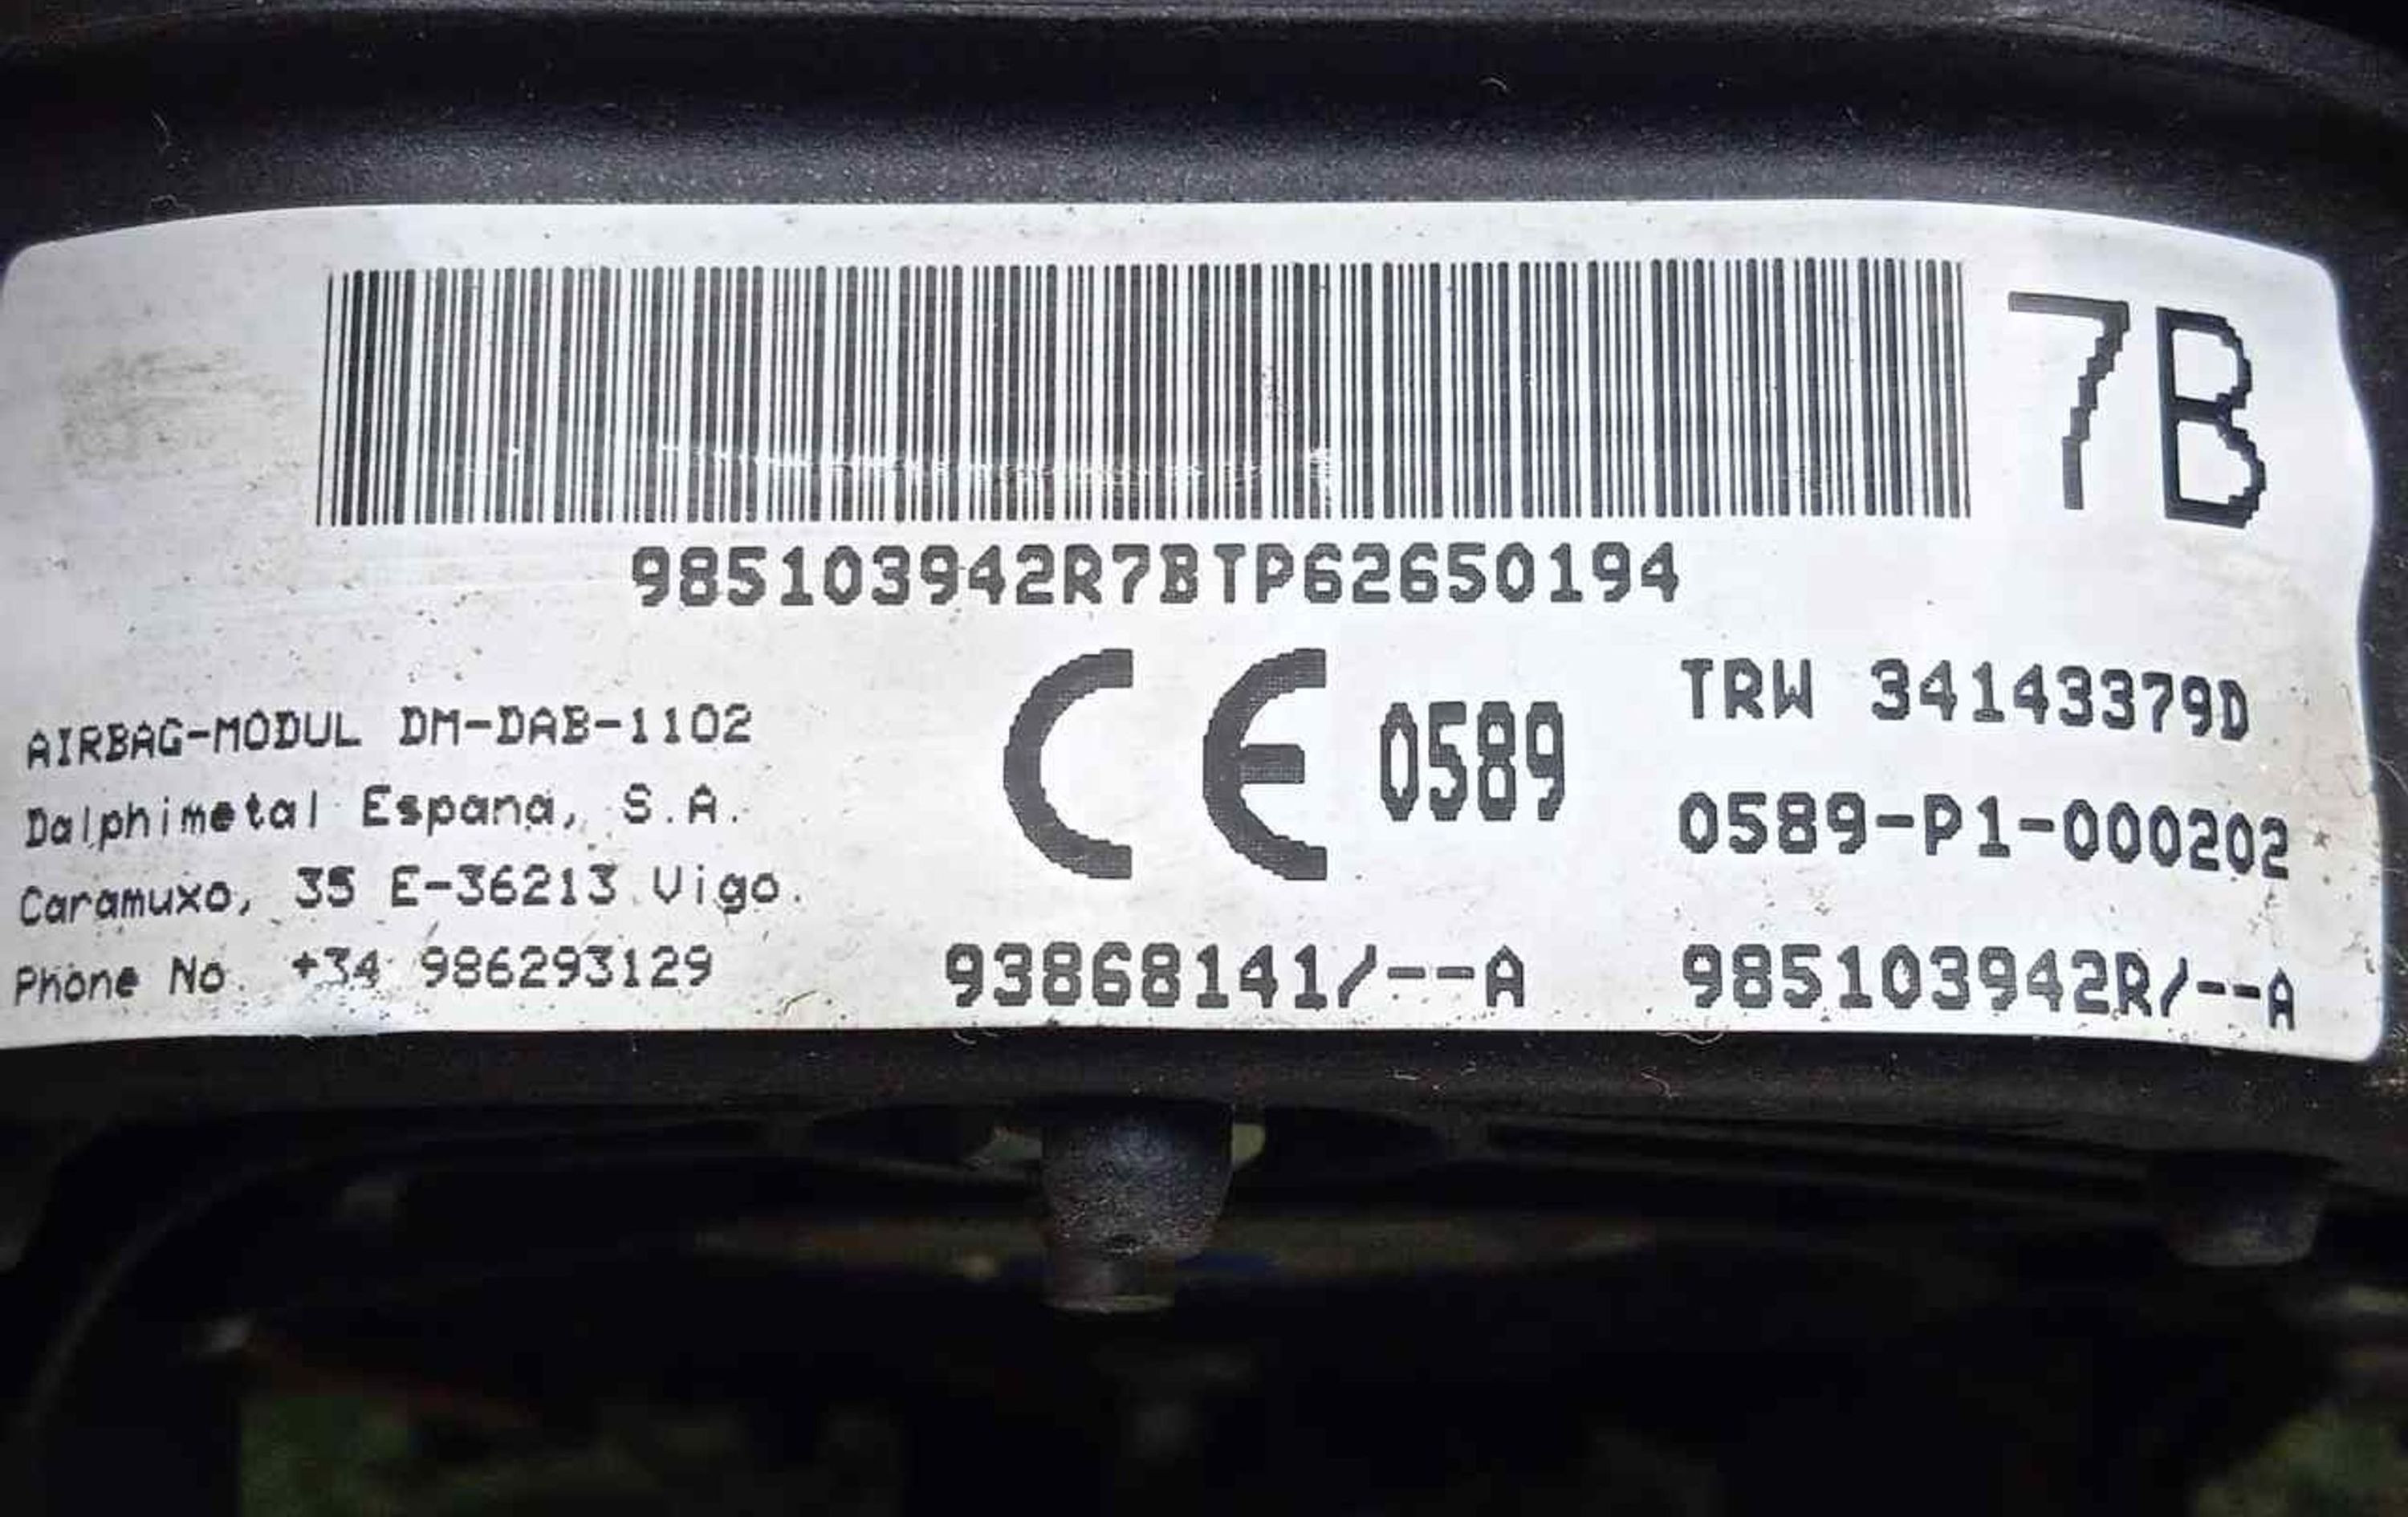 7B
985103942R7BTP62650194
AIRBAG-MODUL DM-DAB-1102
Dalphimetal Espana, S.A.
Caramuxo, 35 E-36213 Vigo.
Phone No. +34 986293129
CE 0589
93868141/--A
TRW 34143379D
0589-P1-000202
985103942R/--A